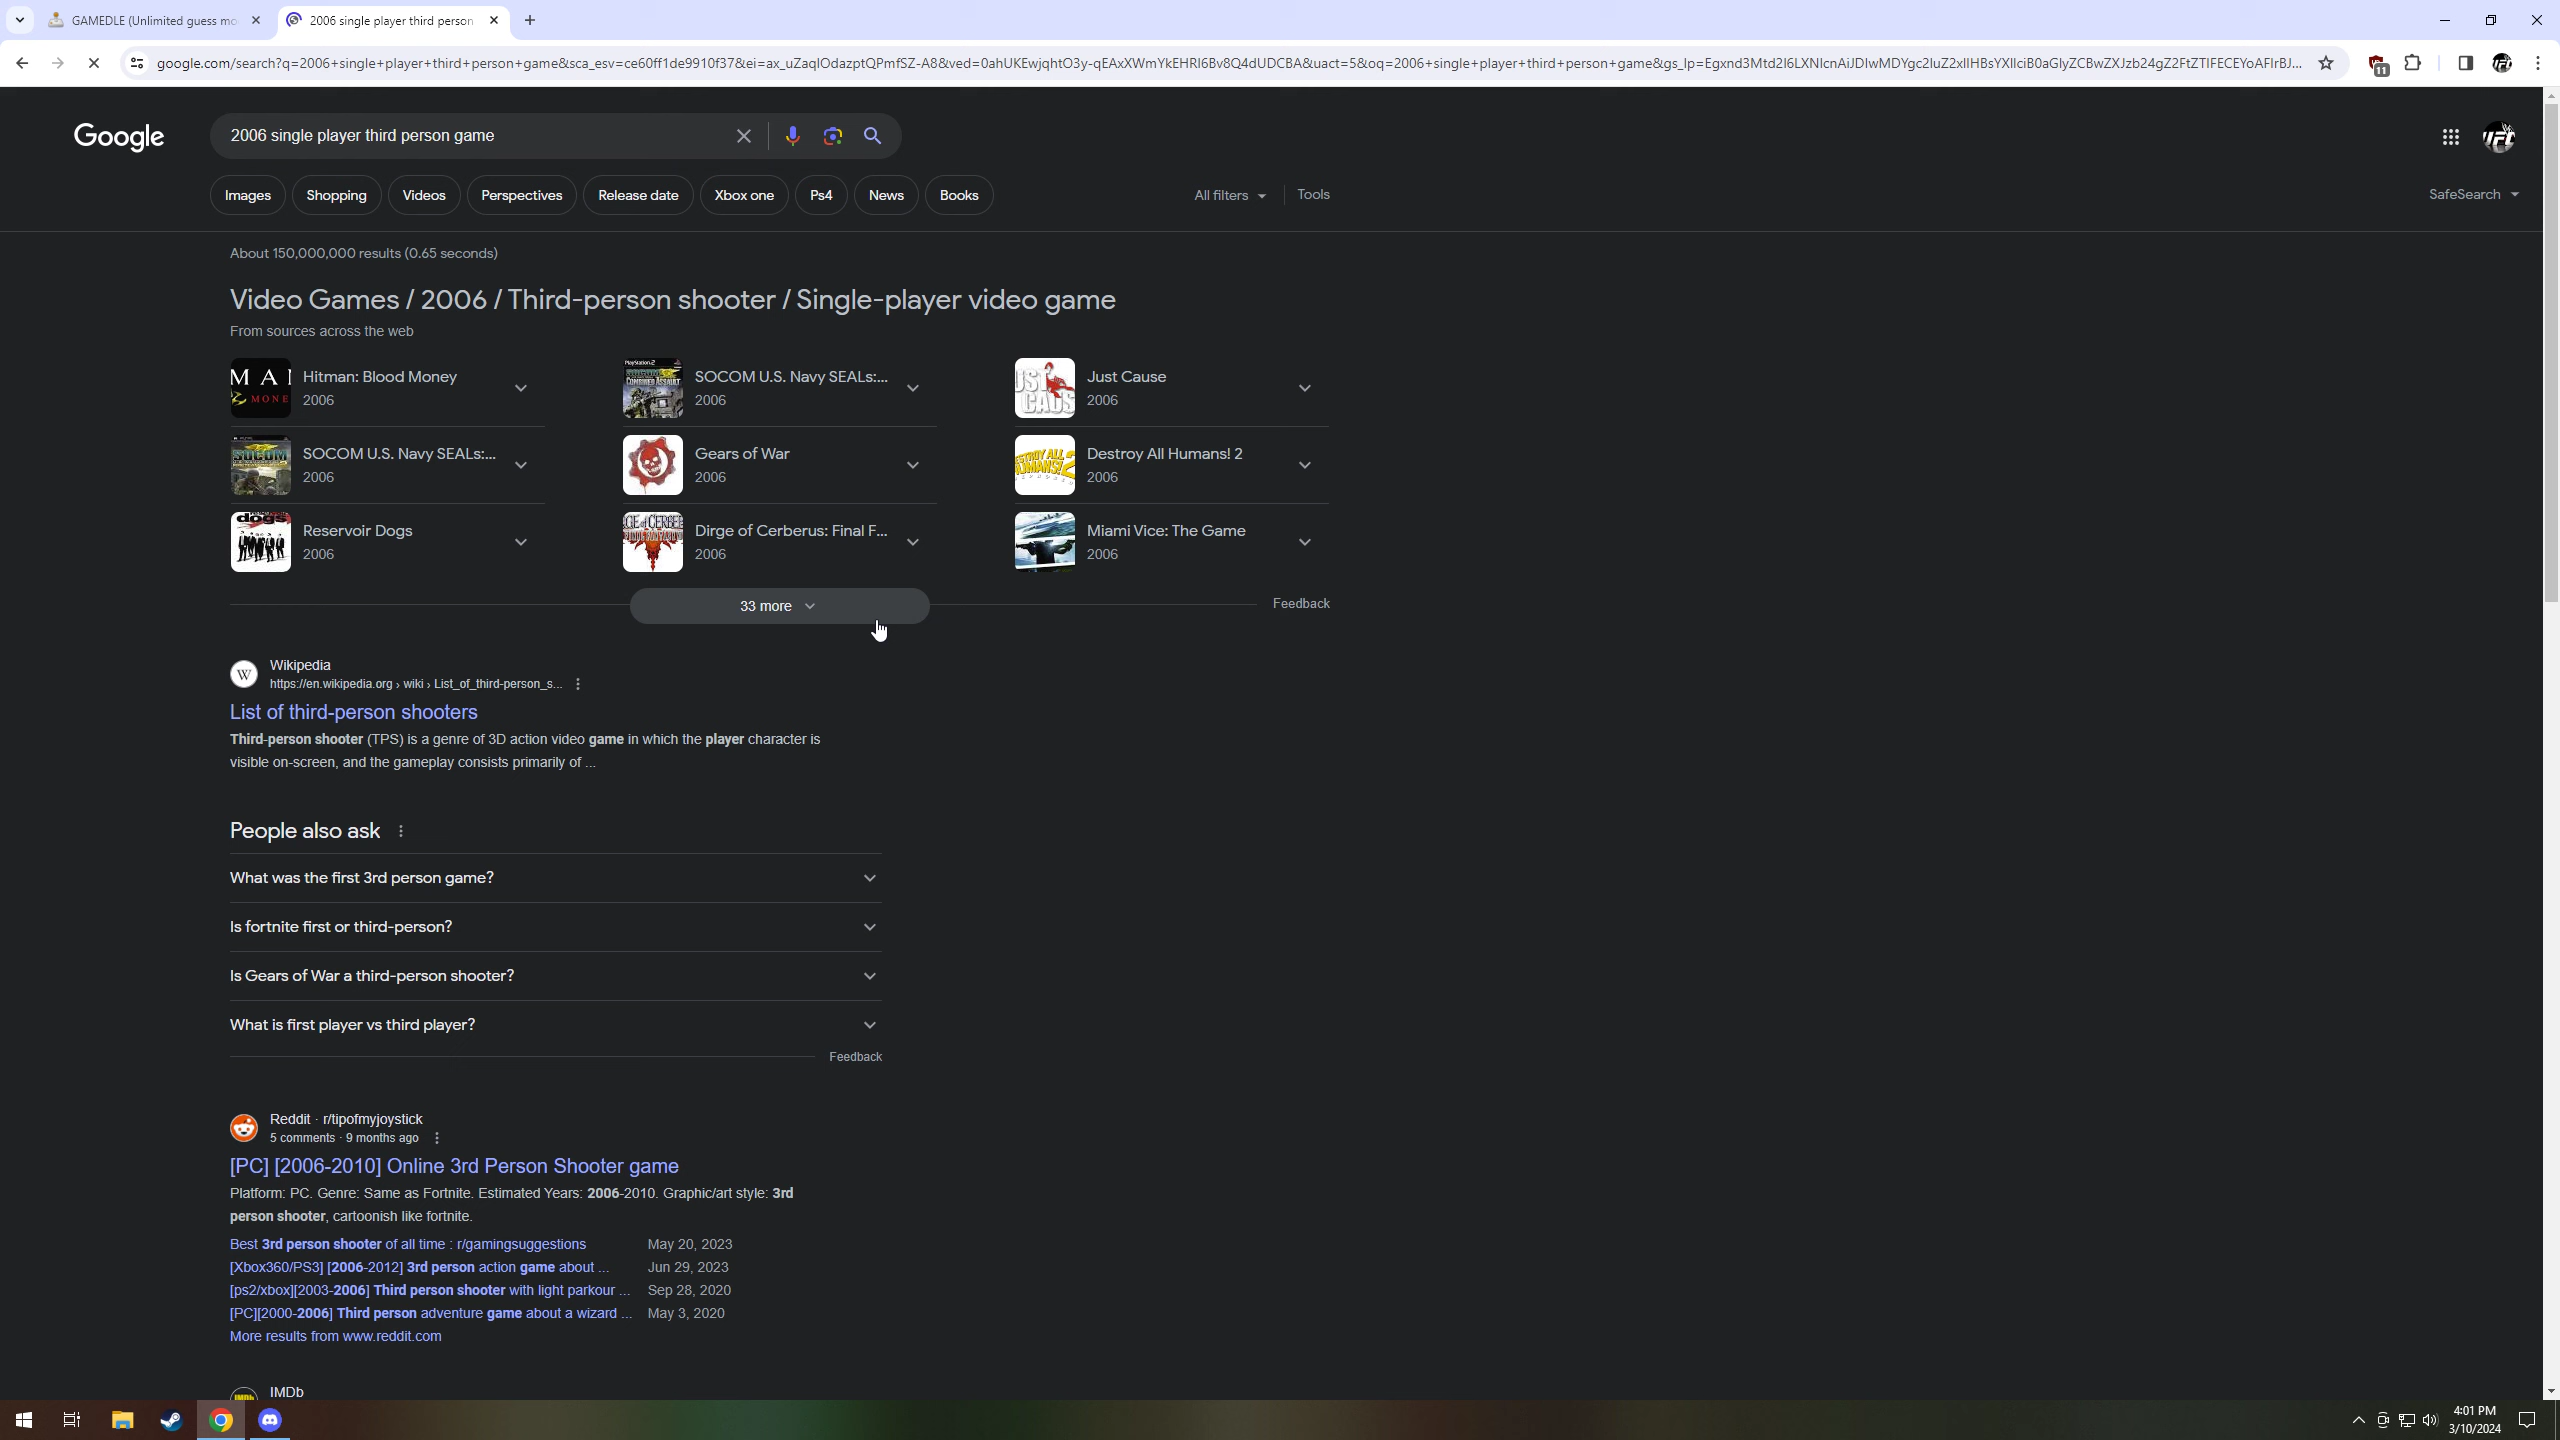 GAMEDLE (Unlimited guess mo
2006 single player third person
google.com/search?q=2006+single+player+third+person+game&sca_esv=ce60ff1de9910f37&ei=ax_uZaqlOdazptQPmfSZ-A8&ved=0ahUKEwjqhtO3y-qEAxXWmYkEHRl6Bv8Q4dUDCBA&uact=5&oq=2006+single+player+third+person+game&gs_lp=Egxnd3Mtd2l6LXNlcnAiJDIwMDYgc2luZ2xlIHBsYXllciB0aGlyZCBwZXJzb24gZ2FtZTIFECEYoAFIrBJ...
11
Google
2006 single player third person game
Images
Shopping
Videos
Perspectives
Release date
Xbox one
Ps4
News
Books
All filters
Tools
SafeSearch
About 150,000,000 results (0.65 seconds)
Video Games / 2006 / Third-person shooter / Single-player video game
From sources across the web
Hitman: Blood Money
2006
SOCOM U.S. Navy SEALs:...
2006
Just Cause
2006
SOCOM U.S. Navy SEALs:...
2006
Gears of War
2006
Destroy All Humans! 2
2006
Reservoir Dogs
2006
Dirge of Cerberus: Final F...
2006
Miami Vice: The Game
2006
33 more
Feedback
Wikipedia
https://en.wikipedia.org › wiki › List_of_third-person_s...
List of third-person shooters
Third-person shooter (TPS) is a genre of 3D action video game in which the player character is
visible on-screen, and the gameplay consists primarily of ...
People also ask
What was the first 3rd person game?
Is fortnite first or third-person?
Is Gears of War a third-person shooter?
What is first player vs third player?
Feedback
Reddit · r/tipofmyjoystick
5 comments · 9 months ago
[PC] [2006-2010] Online 3rd Person Shooter game
Platform: PC. Genre: Same as Fortnite. Estimated Years: 2006-2010. Graphic/art style: 3rd
person shooter, cartoonish like fortnite.
Best 3rd person shooter of all time : r/gamingsuggestions May 20, 2023
[Xbox360/PS3] [2006-2012] 3rd person action game about ... Jun 29, 2023
[ps2/xbox][2003-2006] Third person shooter with light parkour ... Sep 28, 2020
[PC][2000-2006] Third person adventure game about a wizard ... May 3, 2020
More results from www.reddit.com
IMDb
4:01 PM
3/10/2024